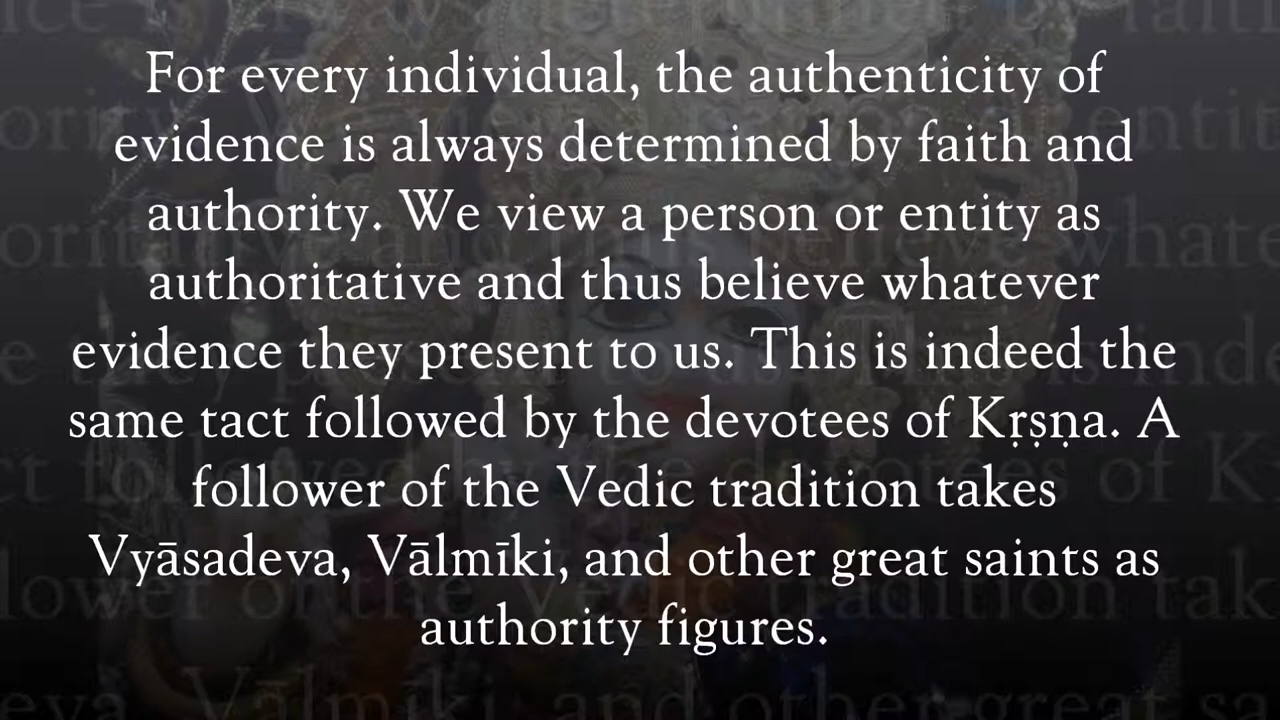 For every individual, the authenticity of
evidence is always determined by faith and
authority. We view a person or entity as
authoritative and thus believe whatever
evidence they present to us. This is indeed the
same tact followed by the devotees of Kṛṣṇa. A
follower of the Vedic tradition takes
Vyāsadeva, Vālmīki, and other great saints as
authority figures.